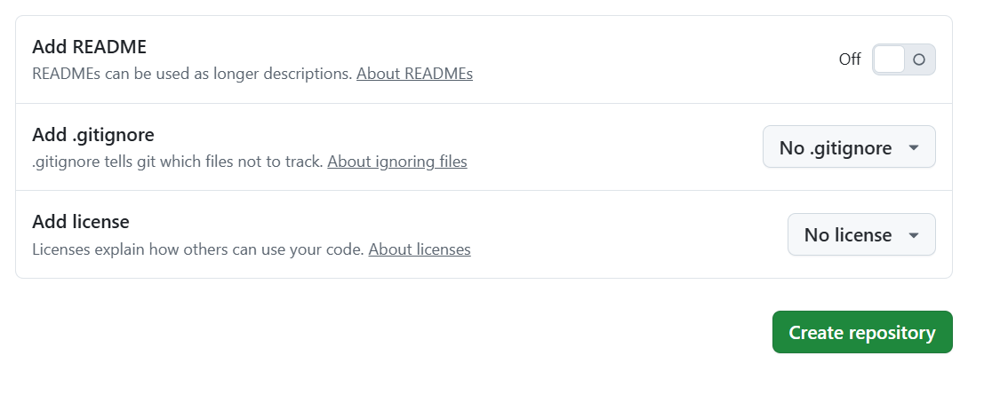 Add README
READMEs can be used as longer descriptions. About READMEs
Off
Add .gitignore
.gitignore tells git which files not to track. About ignoring files
No .gitignore
Add license
Licenses explain how others can use your code. About licenses
No license
Create repository